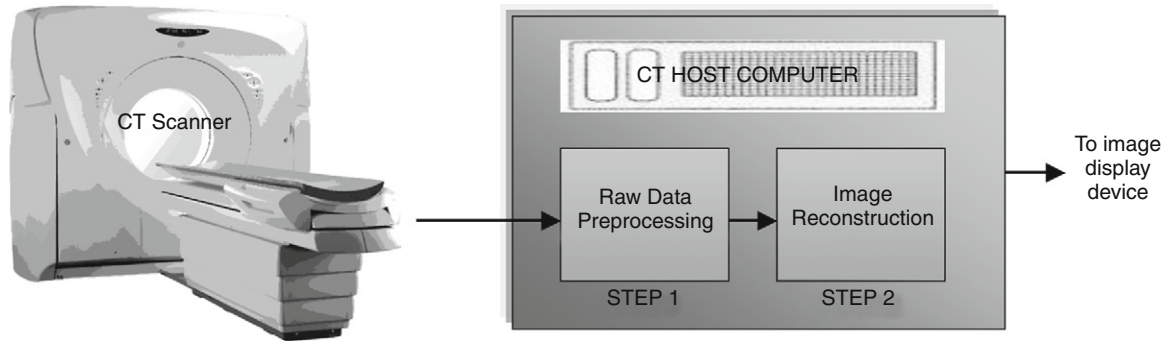 CT Scanner
CT HOST COMPUTER
Raw Data
Preprocessing
STEP 1
Image
Reconstruction
STEP 2
To image
display
device